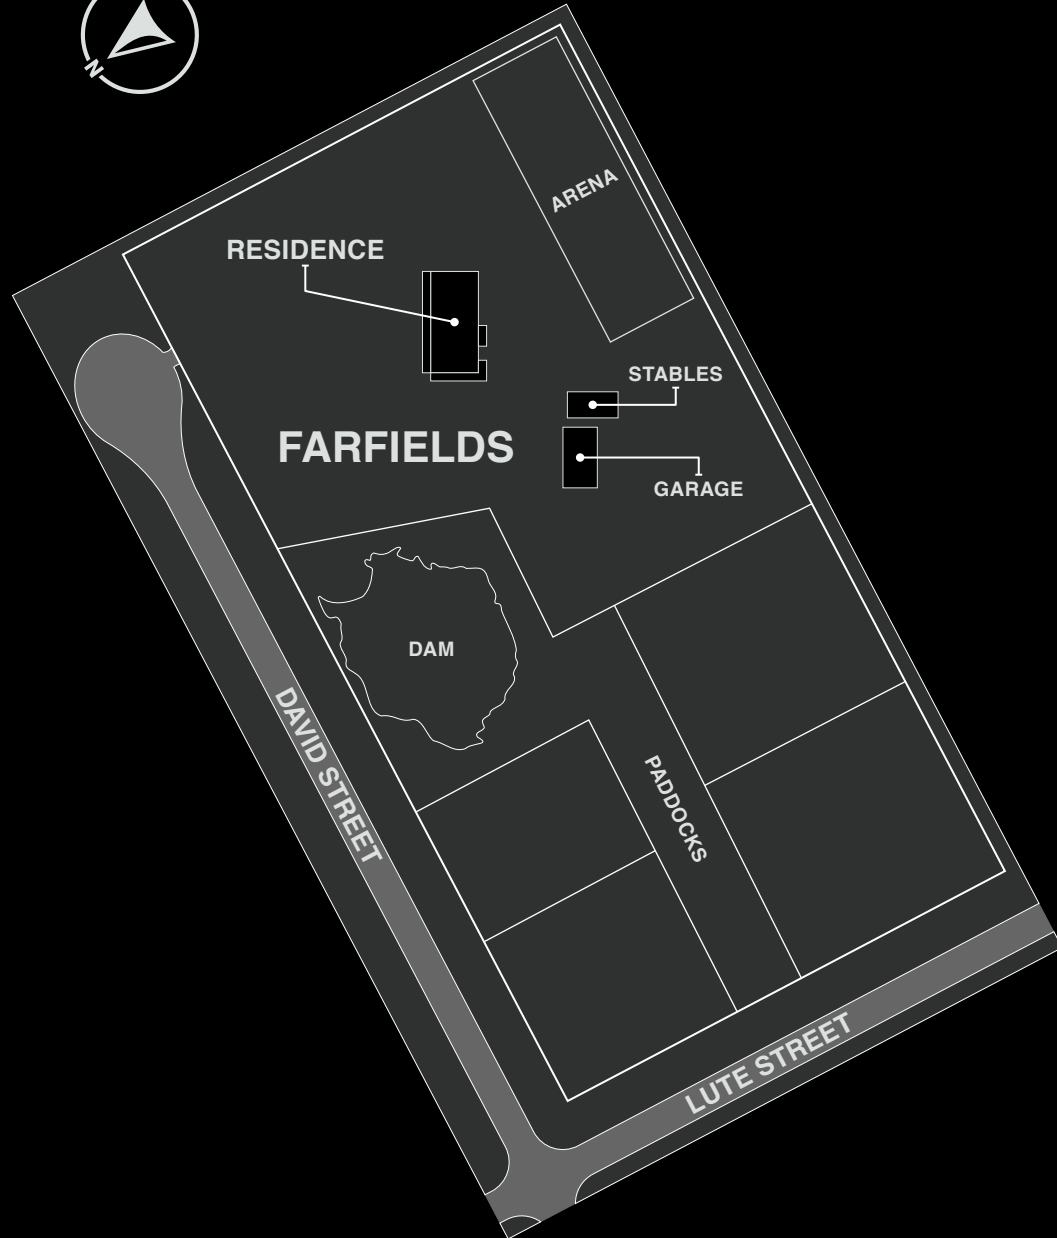 N
ARENA
RESIDENCE
STABLES
FARFIELDS
GARAGE
DAM
DAVID STREET
PADDOCKS
LUTE STREET